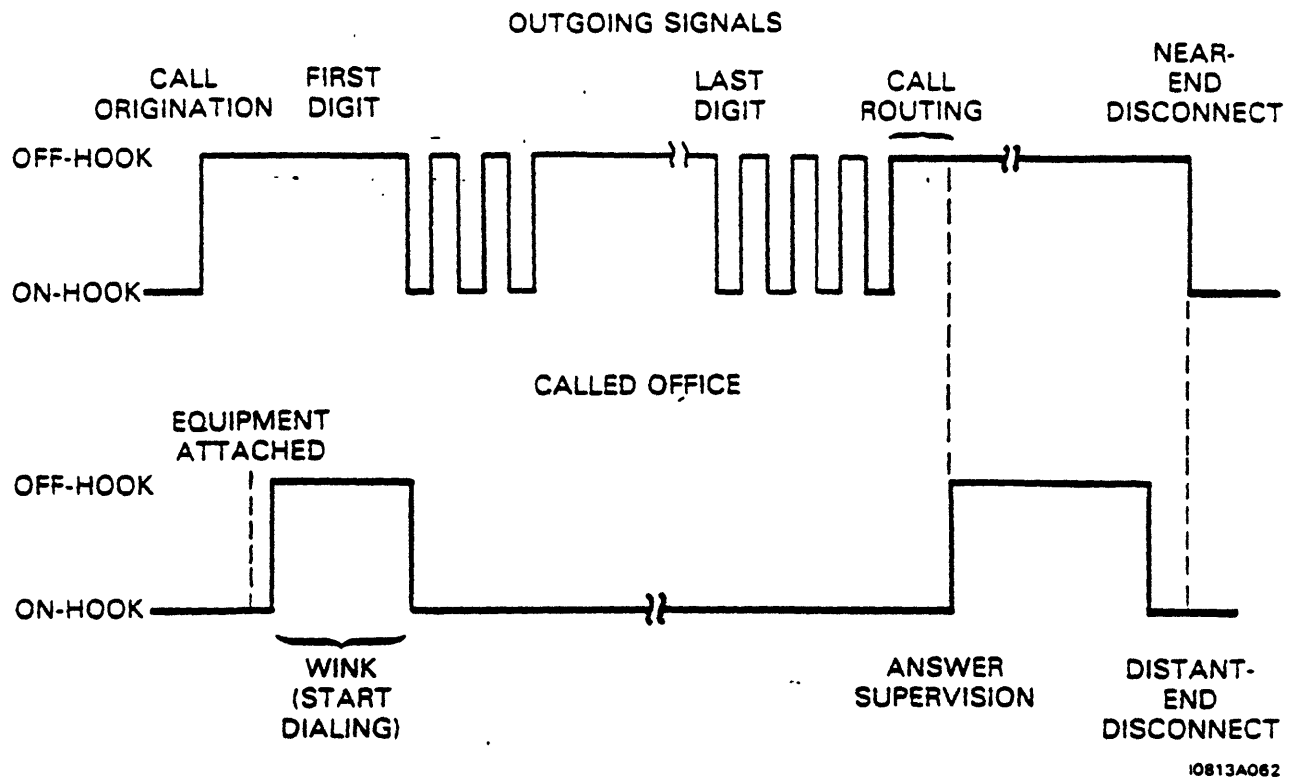 OUTGOING SIGNALS
CALL
ORIGINATION
FIRST
DIGIT
LAST
DIGIT
CALL
ROUTING
NEAR-
END
DISCONNECT
OFF-HOOK
ON-HOOK
CALLED OFFICE
EQUIPMENT
ATTACHED
OFF-HOOK
ON-HOOK
WINK
(START
DIALING)
ANSWER
SUPERVISION
DISTANT-
END
DISCONNECT
I0813A062